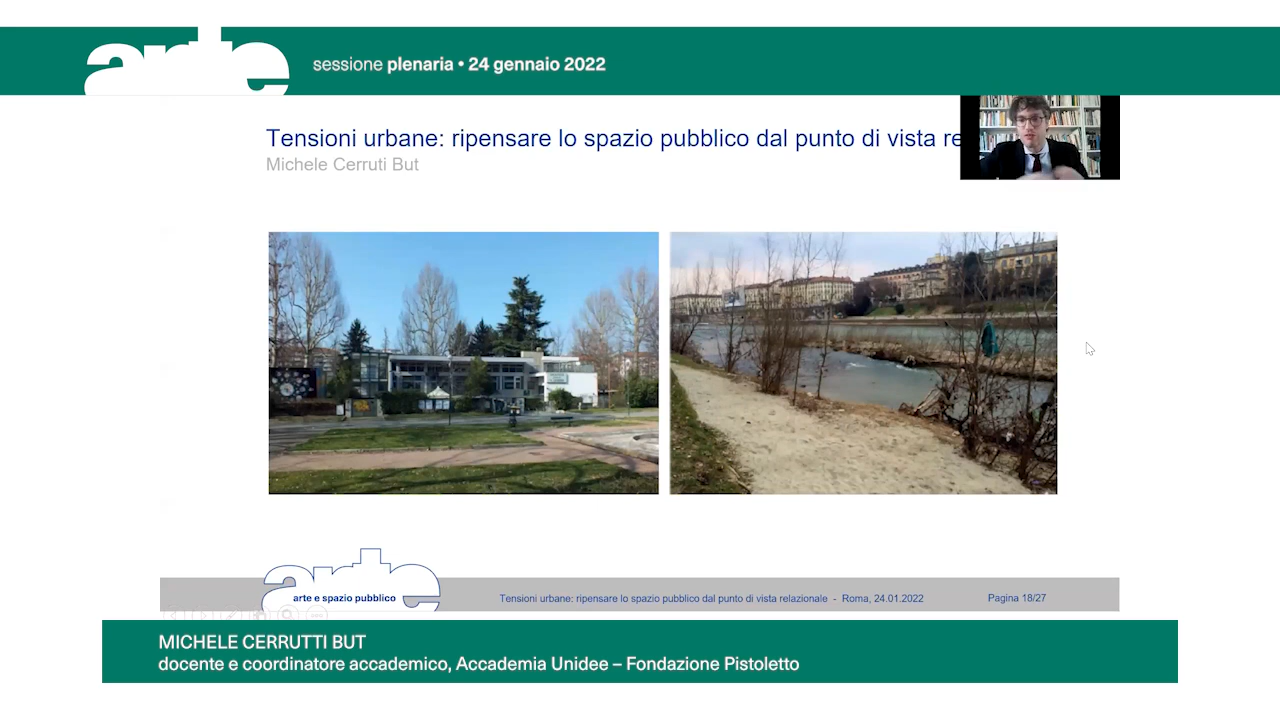 arte
sessione plenaria • 24 gennaio 2022
Tensioni urbane: ripensare lo spazio pubblico dal punto di vista
Michele Cerruti But
arte
arte e spazio pubblico
Tensioni urbane: ripensare lo spazio pubblico dal punto di vista relazionale - Roma, 24.01.2022
Pagina 18/27
MICHELE CERRUTTI BUT
docente e coordinatore accademico, Accademia Unidee – Fondazione Pistoletto